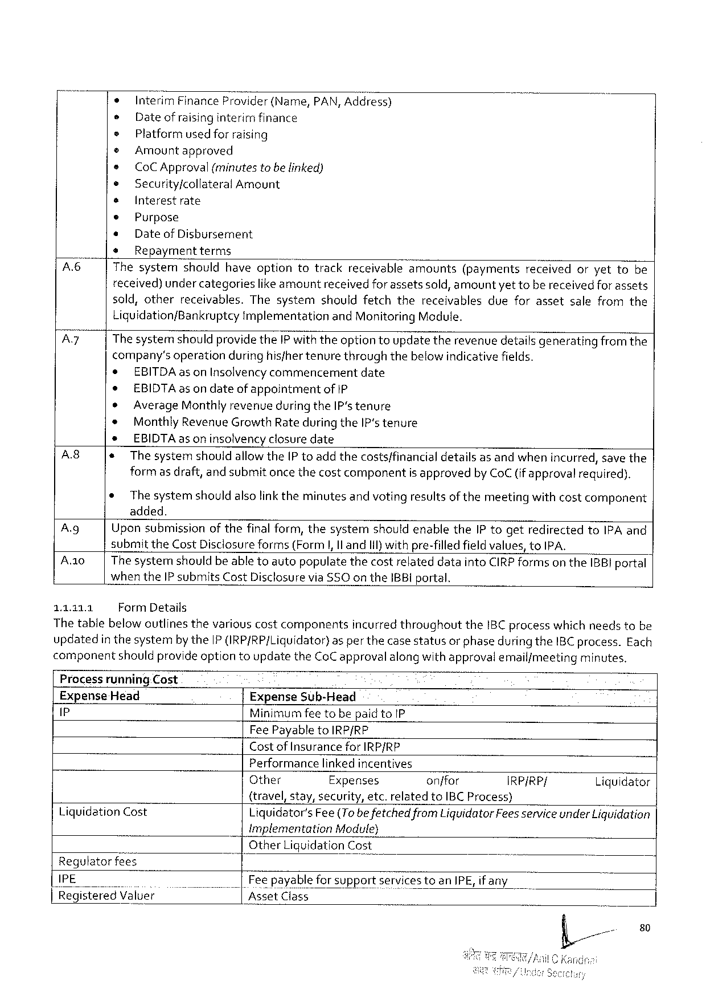 • Interim Finance Provider (Name, PAN, Address)
• Date of raising interim finance
• Platform used for raising
• Amount approved
• CoC Approval (minutes to be linked)
• Security/collateral Amount
• Interest rate
• Purpose
• Date of Disbursement
• Repayment terms
A.6 The system should have option to track receivable amounts (payments received or yet to be
received) under categories like amount received for assets sold, amount yet to be received for assets
sold, other receivables. The system should fetch the receivables due for asset sale from the
Liquidation/Bankruptcy Implementation and Monitoring Module.
A.7 The system should provide the IP with the option to update the revenue details generating from the
company's operation during his/her tenure through the below indicative fields.
• EBITDA as on Insolvency commencement date
• EBIDTA as on date of appointment of IP
• Average Monthly revenue during the IP's tenure
• Monthly Revenue Growth Rate during the IP's tenure
• EBIDTA as on insolvency closure date
A.8 • The system should allow the IP to add the costs/financial details as and when incurred, save the
form as draft, and submit once the cost component is approved by CoC (if approval required).
• The system should also link the minutes and voting results of the meeting with cost component
added.
A.9 Upon submission of the final form, the system should enable the IP to get redirected to IPA and
submit the Cost Disclosure forms (Form I, II and III) with pre-filled field values, to IPA.
A.10 The system should be able to auto populate the cost related data into CIRP forms on the IBBI portal
when the IP submits Cost Disclosure via SSO on the IBBI portal.
1.1.11.1 Form Details
The table below outlines the various cost components incurred throughout the IBC process which needs to be
updated in the system by the IP (IRP/RP/Liquidator) as per the case status or phase during the IBC process. Each
component should provide option to update the CoC approval along with approval email/meeting minutes.
Process running Cost
Expense Head Expense Sub-Head
IP Minimum fee to be paid to IP
Fee Payable to IRP/RP
Cost of Insurance for IRP/RP
Performance linked incentives
Other Expenses on/for IRP/RP/ Liquidator
(travel, stay, security, etc. related to IBC Process)
Liquidation Cost Liquidator's Fee (To be fetched from Liquidator Fees service under Liquidation
Implementation Module)
Other Liquidation Cost
Regulator fees
IPE Fee payable for support services to an IPE, if any
Registered Valuer Asset Class
80
/Anil C Kandpal
/Under Secretary